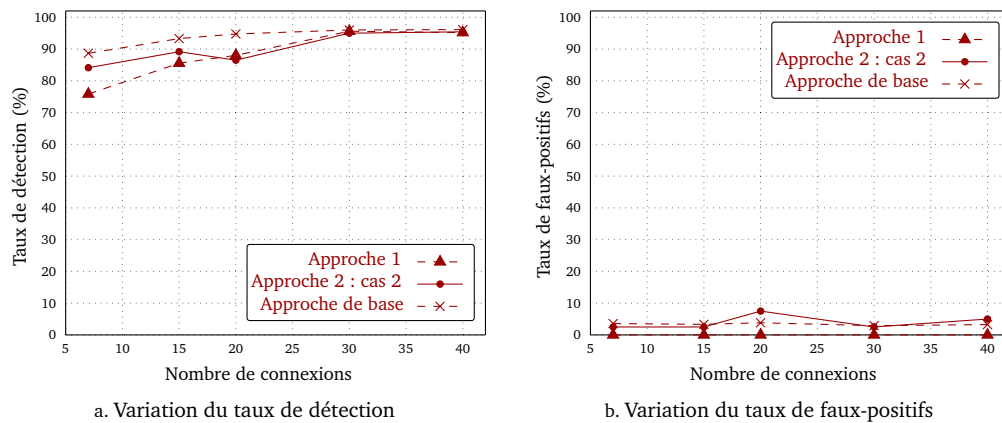 100
90
80
70
60
50
40
30
20
10
0
Taux de détection (%)
Approche 1
Approche 2 : cas 2
Approche de base
5 10 15 20 25 30 35 40
Nombre de connexions
a. Variation du taux de détection
100
90
80
70
60
50
40
30
20
10
0
Taux de faux-positifs (%)
Approche 1
Approche 2 : cas 2
Approche de base
5 10 15 20 25 30 35 40
Nombre de connexions
b. Variation du taux de faux-positifs